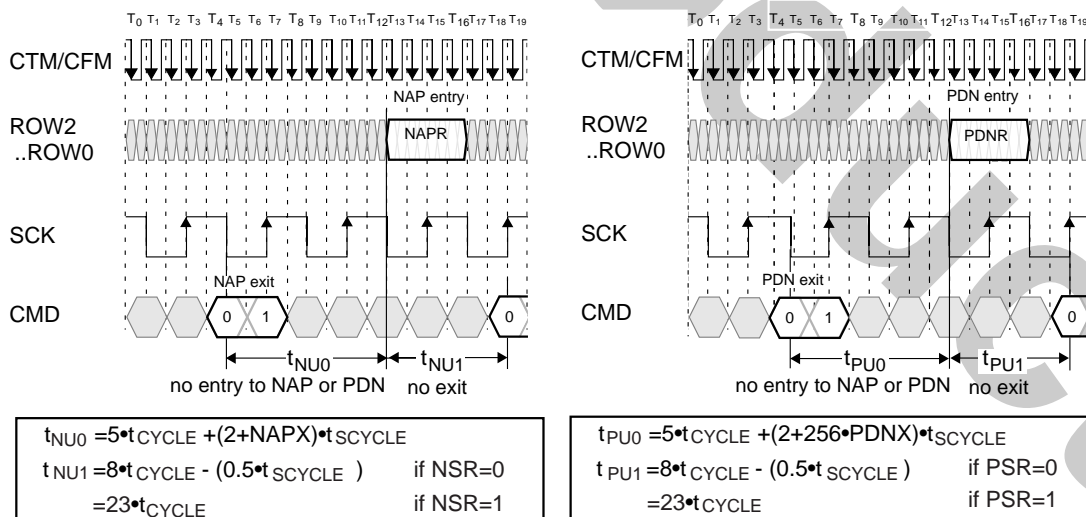 T0 T1 T2 T3 T4 T5 T6 T7 T8 T9 T10 T11 T12 T13 T14 T15 T16 T17 T18 T19
CTM/CFM
NAP entry
ROW2
..ROW0
NAPR
SCK
NAP exit
CMD
0 1 0
tNU0 tNU1
no entry to NAP or PDN no exit
tNU0 =5•tCYCLE +(2+NAPX)•tSCYCLE
tNU1 =8•tCYCLE - (0.5•tSCYCLE ) if NSR=0
=23•tCYCLE if NSR=1
T0 T1 T2 T3 T4 T5 T6 T7 T8 T9 T10 T11 T12 T13 T14 T15 T16 T17 T18 T19
CTM/CFM
PDN entry
ROW2
..ROW0
PDNR
SCK
PDN exit
CMD
0 1 0
tPU0 tPU1
no entry to NAP or PDN no exit
tPU0 =5•tCYCLE +(2+256•PDNX)•tSCYCLE
tPU1 =8•tCYCLE - (0.5•tSCYCLE ) if PSR=0
=23•tCYCLE if PSR=1